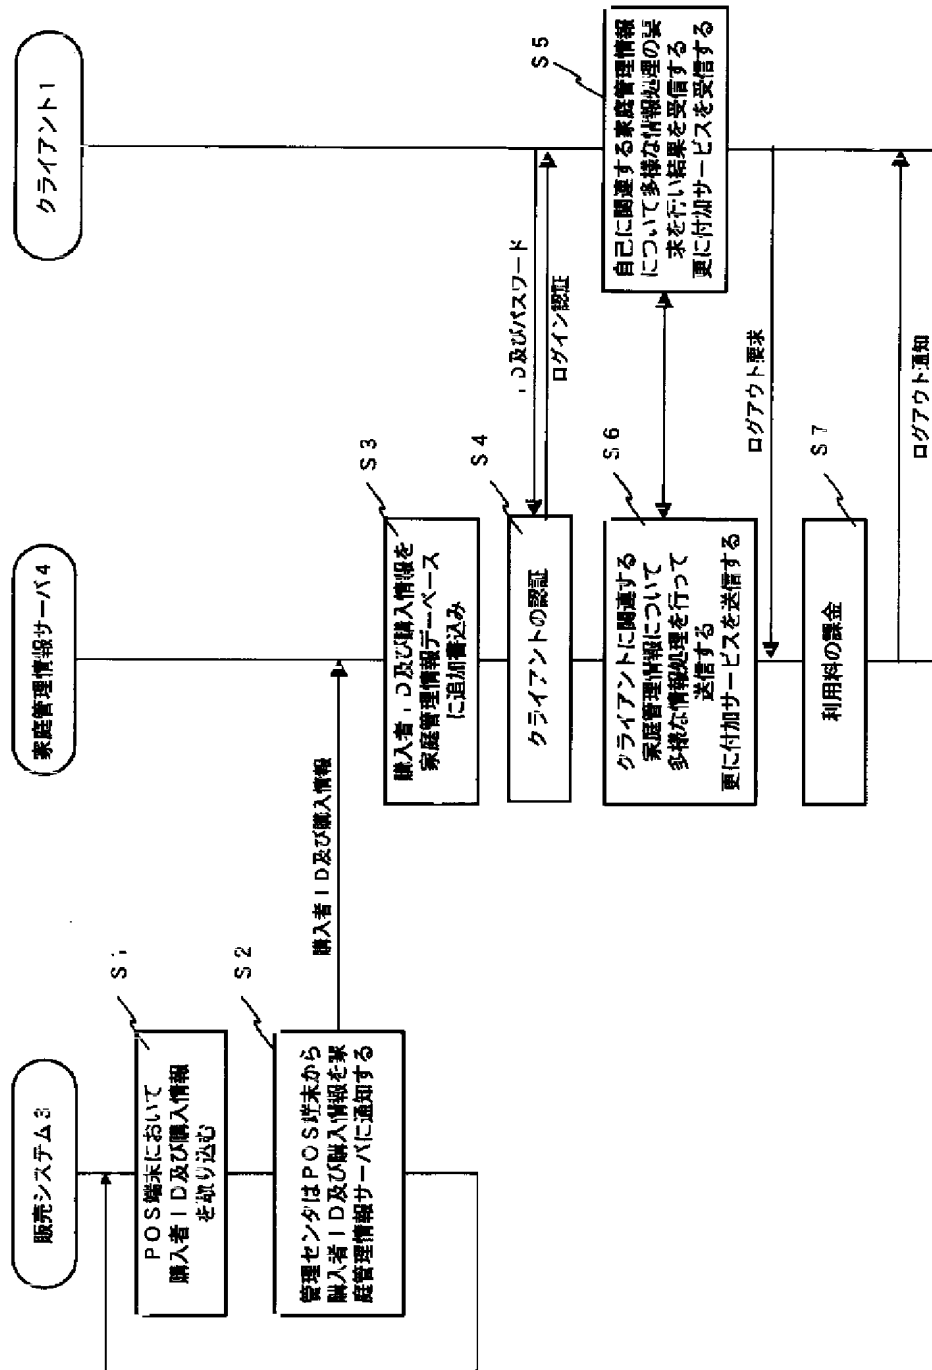 販売システム3
家庭管理情報サーバ4
クライアント1
S1
POS端末において
購入者ID及び購入情報
を取り込む
S2
管理センタはPOS端末から
購入者ID及び購入情報を家
庭管理情報サーバに通知する
購入者ID及び購入情報
S3
購入者ID及び購入情報を
家庭管理情報データベース
に追加書込み
ID及びパスワード
S4
クライアントの認証
ログイン認証
S5
自己に関連する家庭管理情報
について多様な情報処理の要
求を行い結果を受信する
更に付加サービスを受信する
S6
クライアントに関連する
家庭管理情報について
多様な情報処理を行って
送信する
更に付加サービスを送信する
ログアウト要求
S7
利用料の課金
ログアウト通知